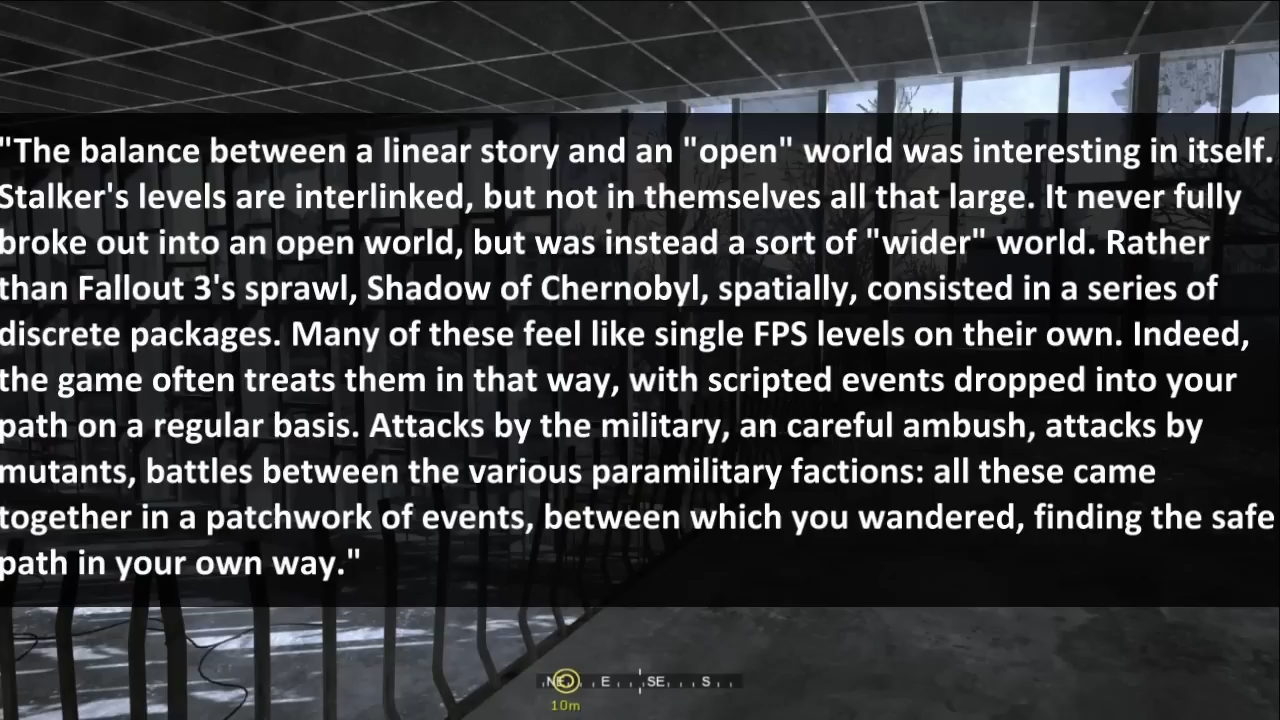 "The balance between a linear story and an "open" world was interesting in itself.
Stalker's levels are interlinked, but not in themselves all that large. It never fully
broke out into an open world, but was instead a sort of "wider" world. Rather
than Fallout 3's sprawl, Shadow of Chernobyl, spatially, consisted in a series of
discrete packages. Many of these feel like single FPS levels on their own. Indeed,
the game often treats them in that way, with scripted events dropped into your
path on a regular basis. Attacks by the military, an careful ambush, attacks by
mutants, battles between the various paramilitary factions: all these came
together in a patchwork of events, between which you wandered, finding the safe
path in your own way."
NE E SE S
10m